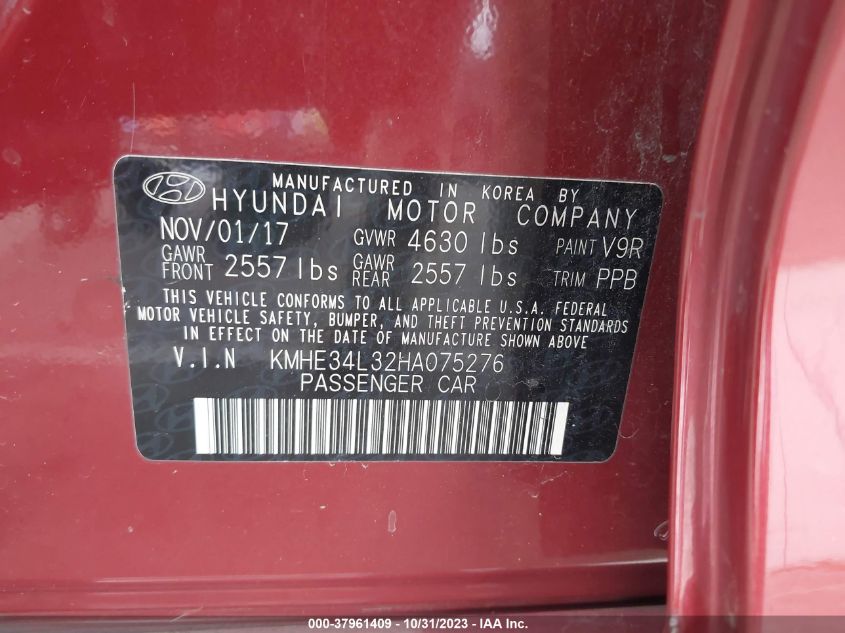 MANUFACTURED IN KOREA BY
HYUNDAI MOTOR COMPANY
NOV/01/17 GVWR 4630 lbs PAINT V9R
GAWR FRONT 2557 lbs GAWR REAR 2557 lbs TRIM PPB
THIS VEHICLE CONFORMS TO ALL APPLICABLE U.S.A. FEDERAL
MOTOR VEHICLE SAFETY, BUMPER, AND THEFT PREVENTION STANDARDS
IN EFFECT ON THE DATE OF MANUFACTURE SHOWN ABOVE
V.I.N KMHE34L32HA075276
PASSENGER CAR
000-37961409 - 10/31/2023 - IAAI.com